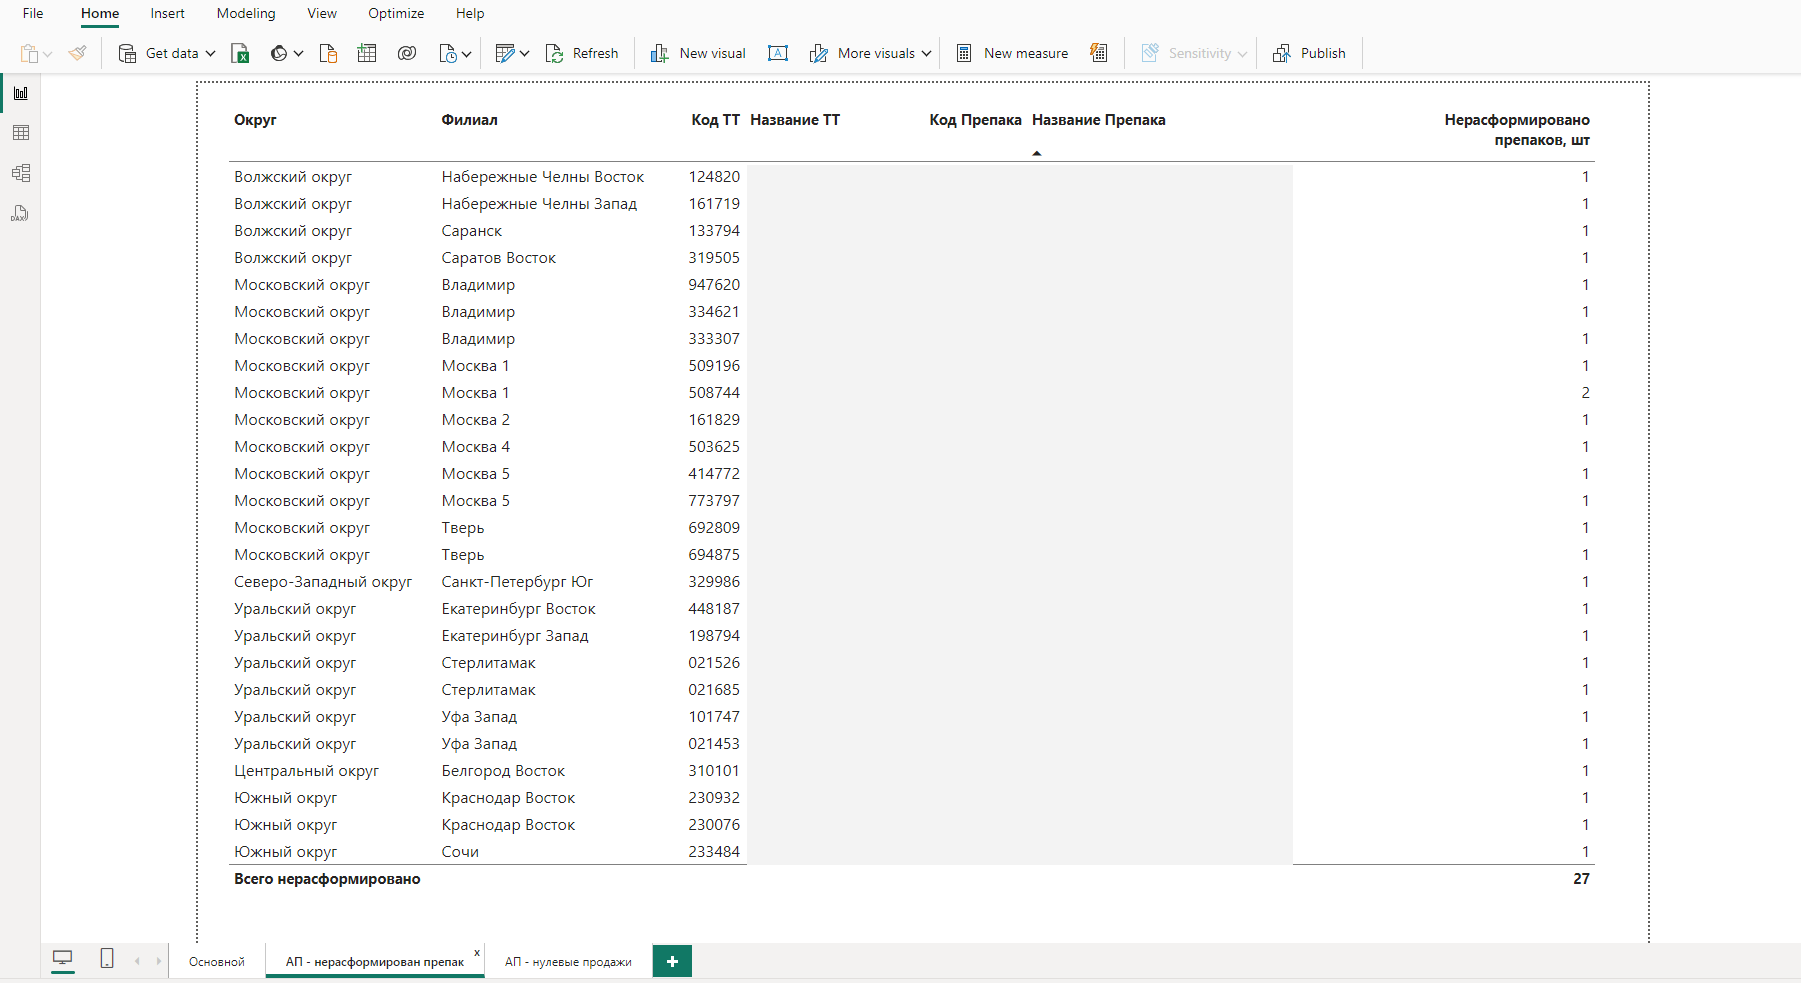 File Home Insert Modeling View Optimize Help
Get data Refresh New visual More visuals New measure Sensitivity Publish
DAX
Округ Филиал Код ТТ Название ТТ Код Препака Название Препака Нерасформировано
препаков, шт
Волжский округ Набережные Челны Восток 124820 1
Волжский округ Набережные Челны Запад 161719 1
Волжский округ Саранск 133794 1
Волжский округ Саратов Восток 319505 1
Московский округ Владимир 947620 1
Московский округ Владимир 334621 1
Московский округ Владимир 333307 1
Московский округ Москва 1 509196 1
Московский округ Москва 1 508744 2
Московский округ Москва 2 161829 1
Московский округ Москва 4 503625 1
Московский округ Москва 5 414772 1
Московский округ Москва 5 773797 1
Московский округ Тверь 692809 1
Московский округ Тверь 694875 1
Северо-Западный округ Санкт-Петербург Юг 329986 1
Уральский округ Екатеринбург Восток 448187 1
Уральский округ Екатеринбург Запад 198794 1
Уральский округ Стерлитамак 021526 1
Уральский округ Стерлитамак 021685 1
Уральский округ Уфа Запад 101747 1
Уральский округ Уфа Запад 021453 1
Центральный округ Белгород Восток 310101 1
Южный округ Краснодар Восток 230932 1
Южный округ Краснодар Восток 230076 1
Южный округ Сочи 233484 1
Всего нерасформировано 27
Основной АП - нерасформирован препак x АП - нулевые продажи +